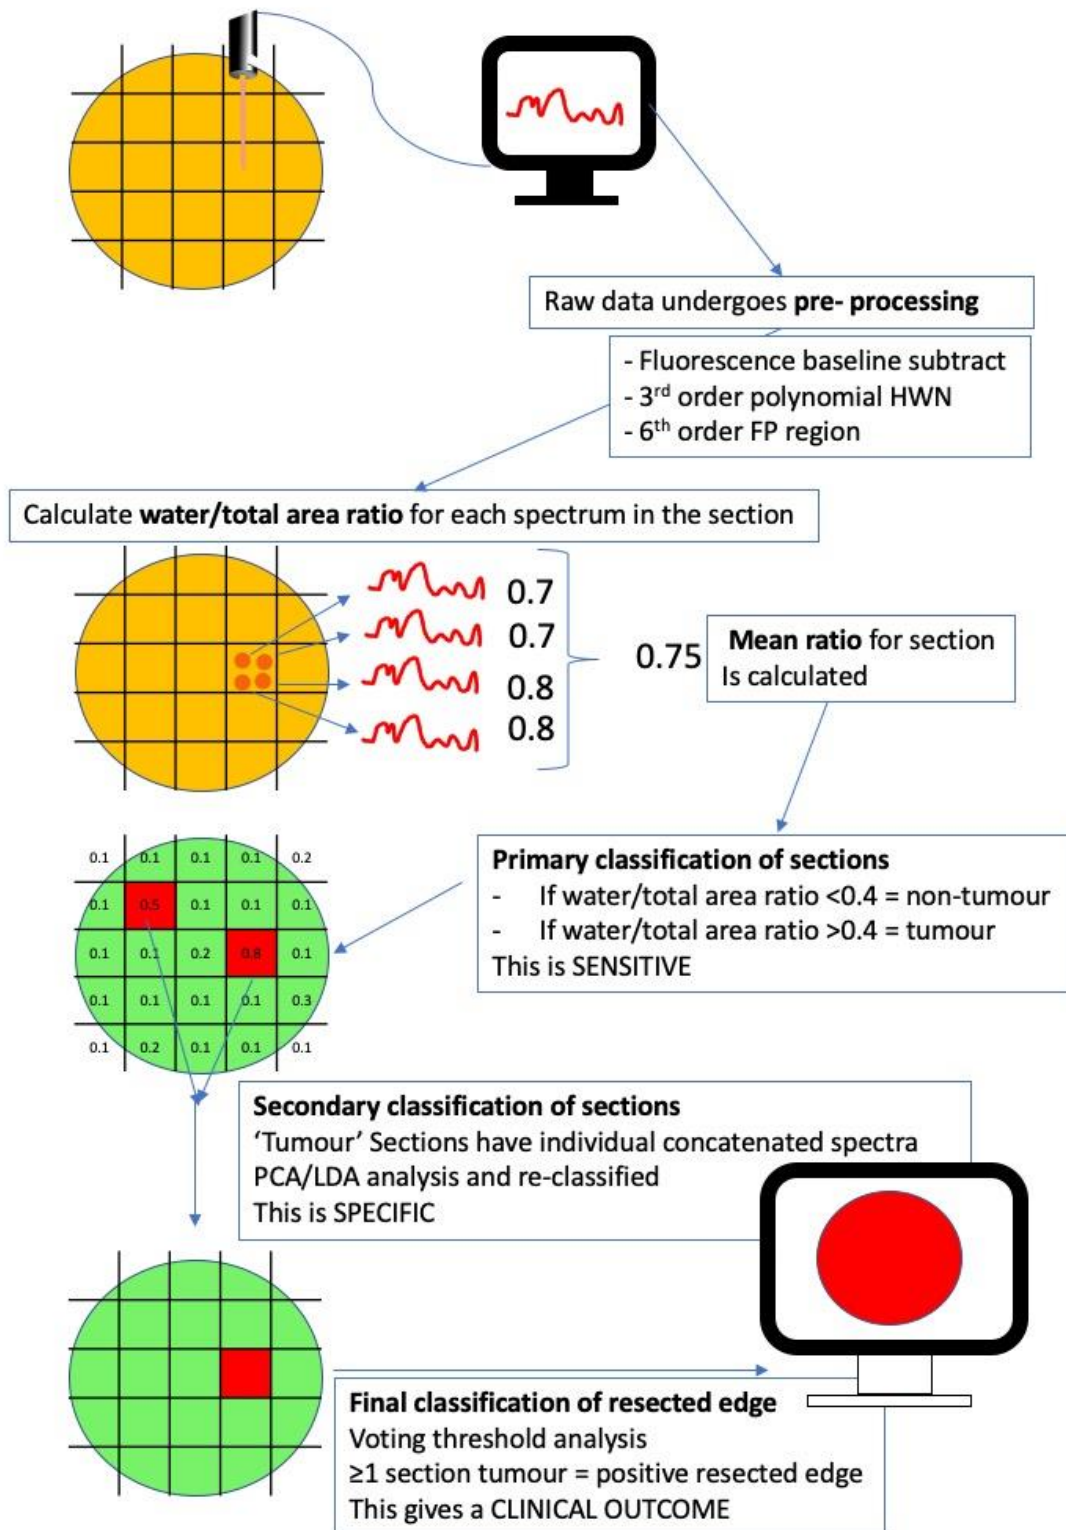 Raw data undergoes pre- processing
- Fluorescence baseline subtract
- 3rd order polynomial HWN
- 6th order FP region
Calculate water/total area ratio for each spectrum in the section
0.7
0.7
0.8
0.8
0.75
Mean ratio for section
Is calculated
Primary classification of sections
- If water/total area ratio <0.4 = non-tumour
- If water/total area ratio >0.4 = tumour
This is SENSITIVE
0.1 0.1 0.1 0.1 0.2
0.1 0.5 0.1 0.1 0.1
0.1 0.1 0.2 0.8 0.1
0.1 0.1 0.1 0.1 0.3
0.1 0.2 0.1 0.1 0.1
Secondary classification of sections
‘Tumour’ Sections have individual concatenated spectra
PCA/LDA analysis and re-classified
This is SPECIFIC
Final classification of resected edge
Voting threshold analysis
≥1 section tumour = positive resected edge
This gives a CLINICAL OUTCOME